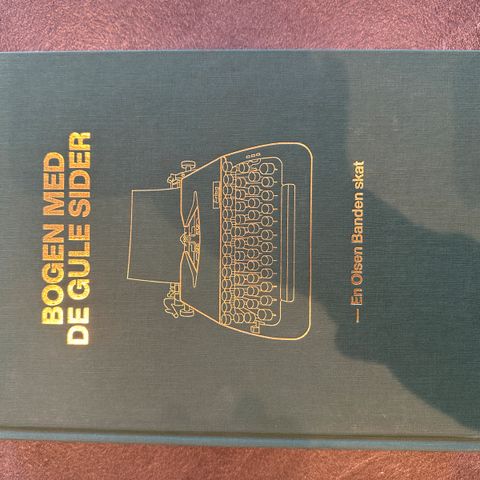 BOGEN MED
DE GULE SIDER
— En Olsen Banden skat